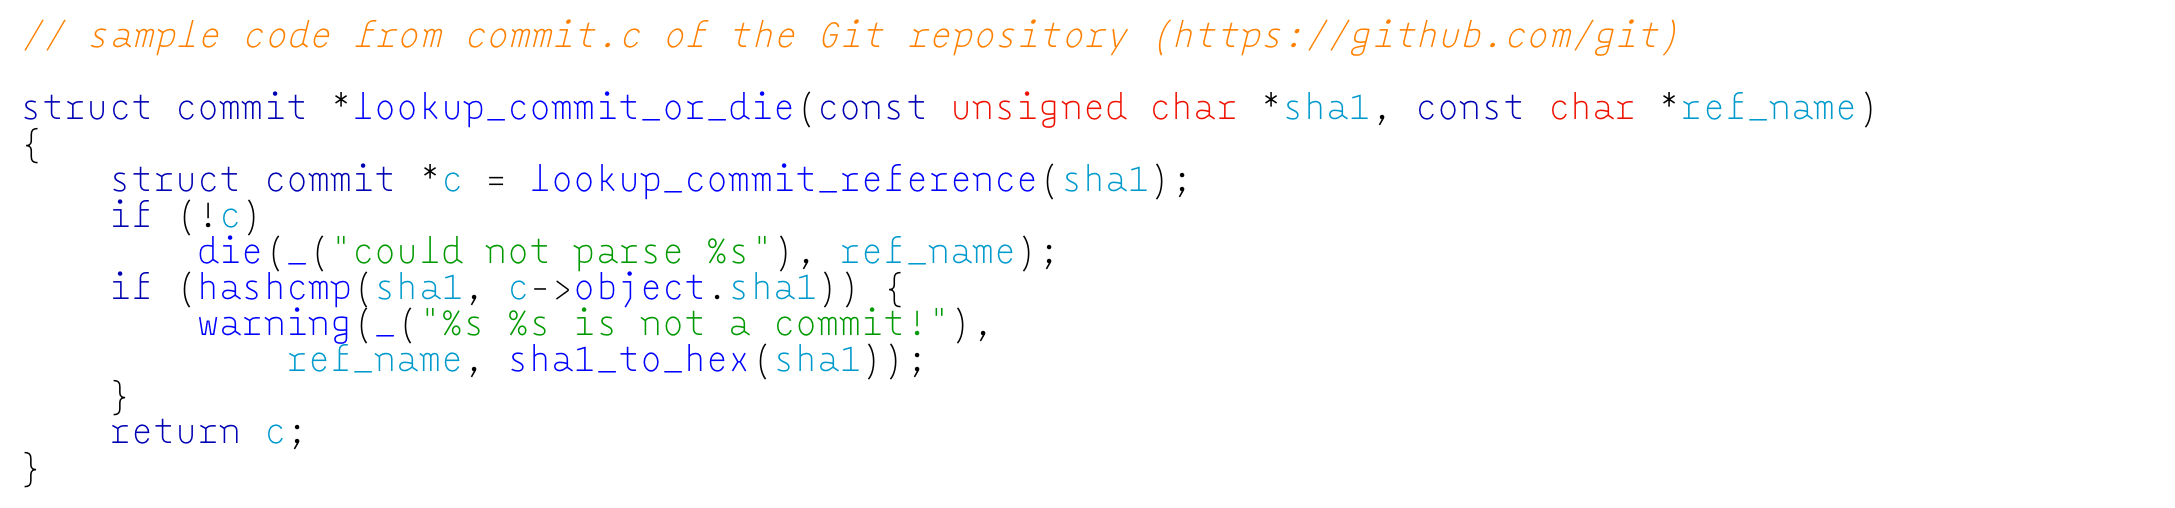 // sample code from commit.c of the Git repository (https://github.com/git)

struct commit *lookup_commit_or_die(const unsigned char *sha1, const char *ref_name)
{
    struct commit *c = lookup_commit_reference(sha1);
    if (!c)
        die(_("could not parse %s"), ref_name);
    if (hashcmp(sha1, c->object.sha1)) {
        warning(_("%s %s is not a commit!"),
            ref_name, sha1_to_hex(sha1));
    }
    return c;
}